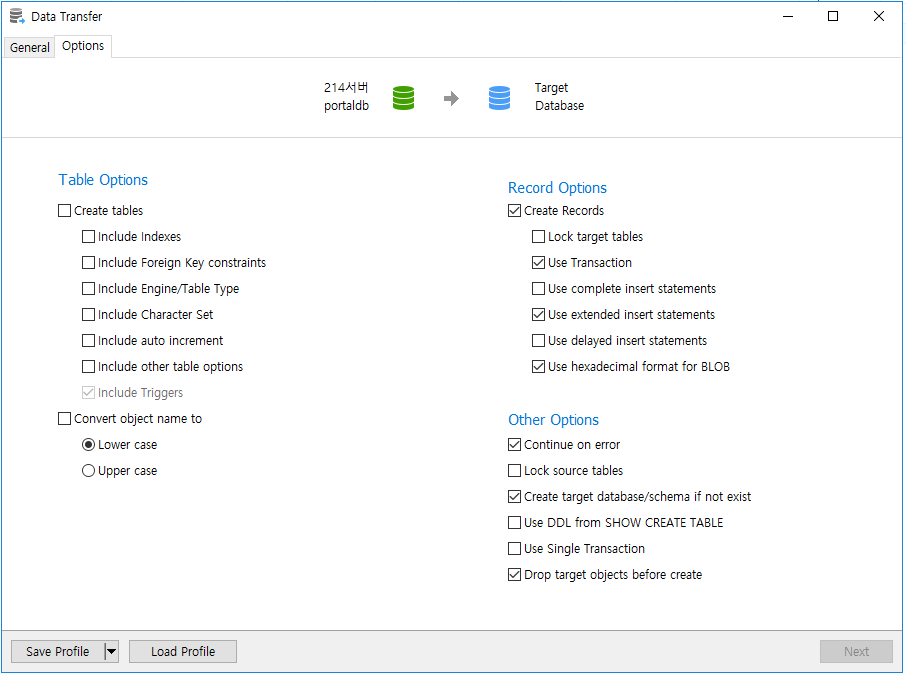 Data Transfer
General
Options
214서버
portaldb
Target
Database
Table Options
Create tables
Include Indexes
Include Foreign Key constraints
Include Engine/Table Type
Include Character Set
Include auto increment
Include other table options
Include Triggers
Convert object name to
Lower case
Upper case
Record Options
Create Records
Lock target tables
Use Transaction
Use complete insert statements
Use extended insert statements
Use delayed insert statements
Use hexadecimal format for BLOB
Other Options
Continue on error
Lock source tables
Create target database/schema if not exist
Use DDL from SHOW CREATE TABLE
Use Single Transaction
Drop target objects before create
Save Profile
Load Profile
Next